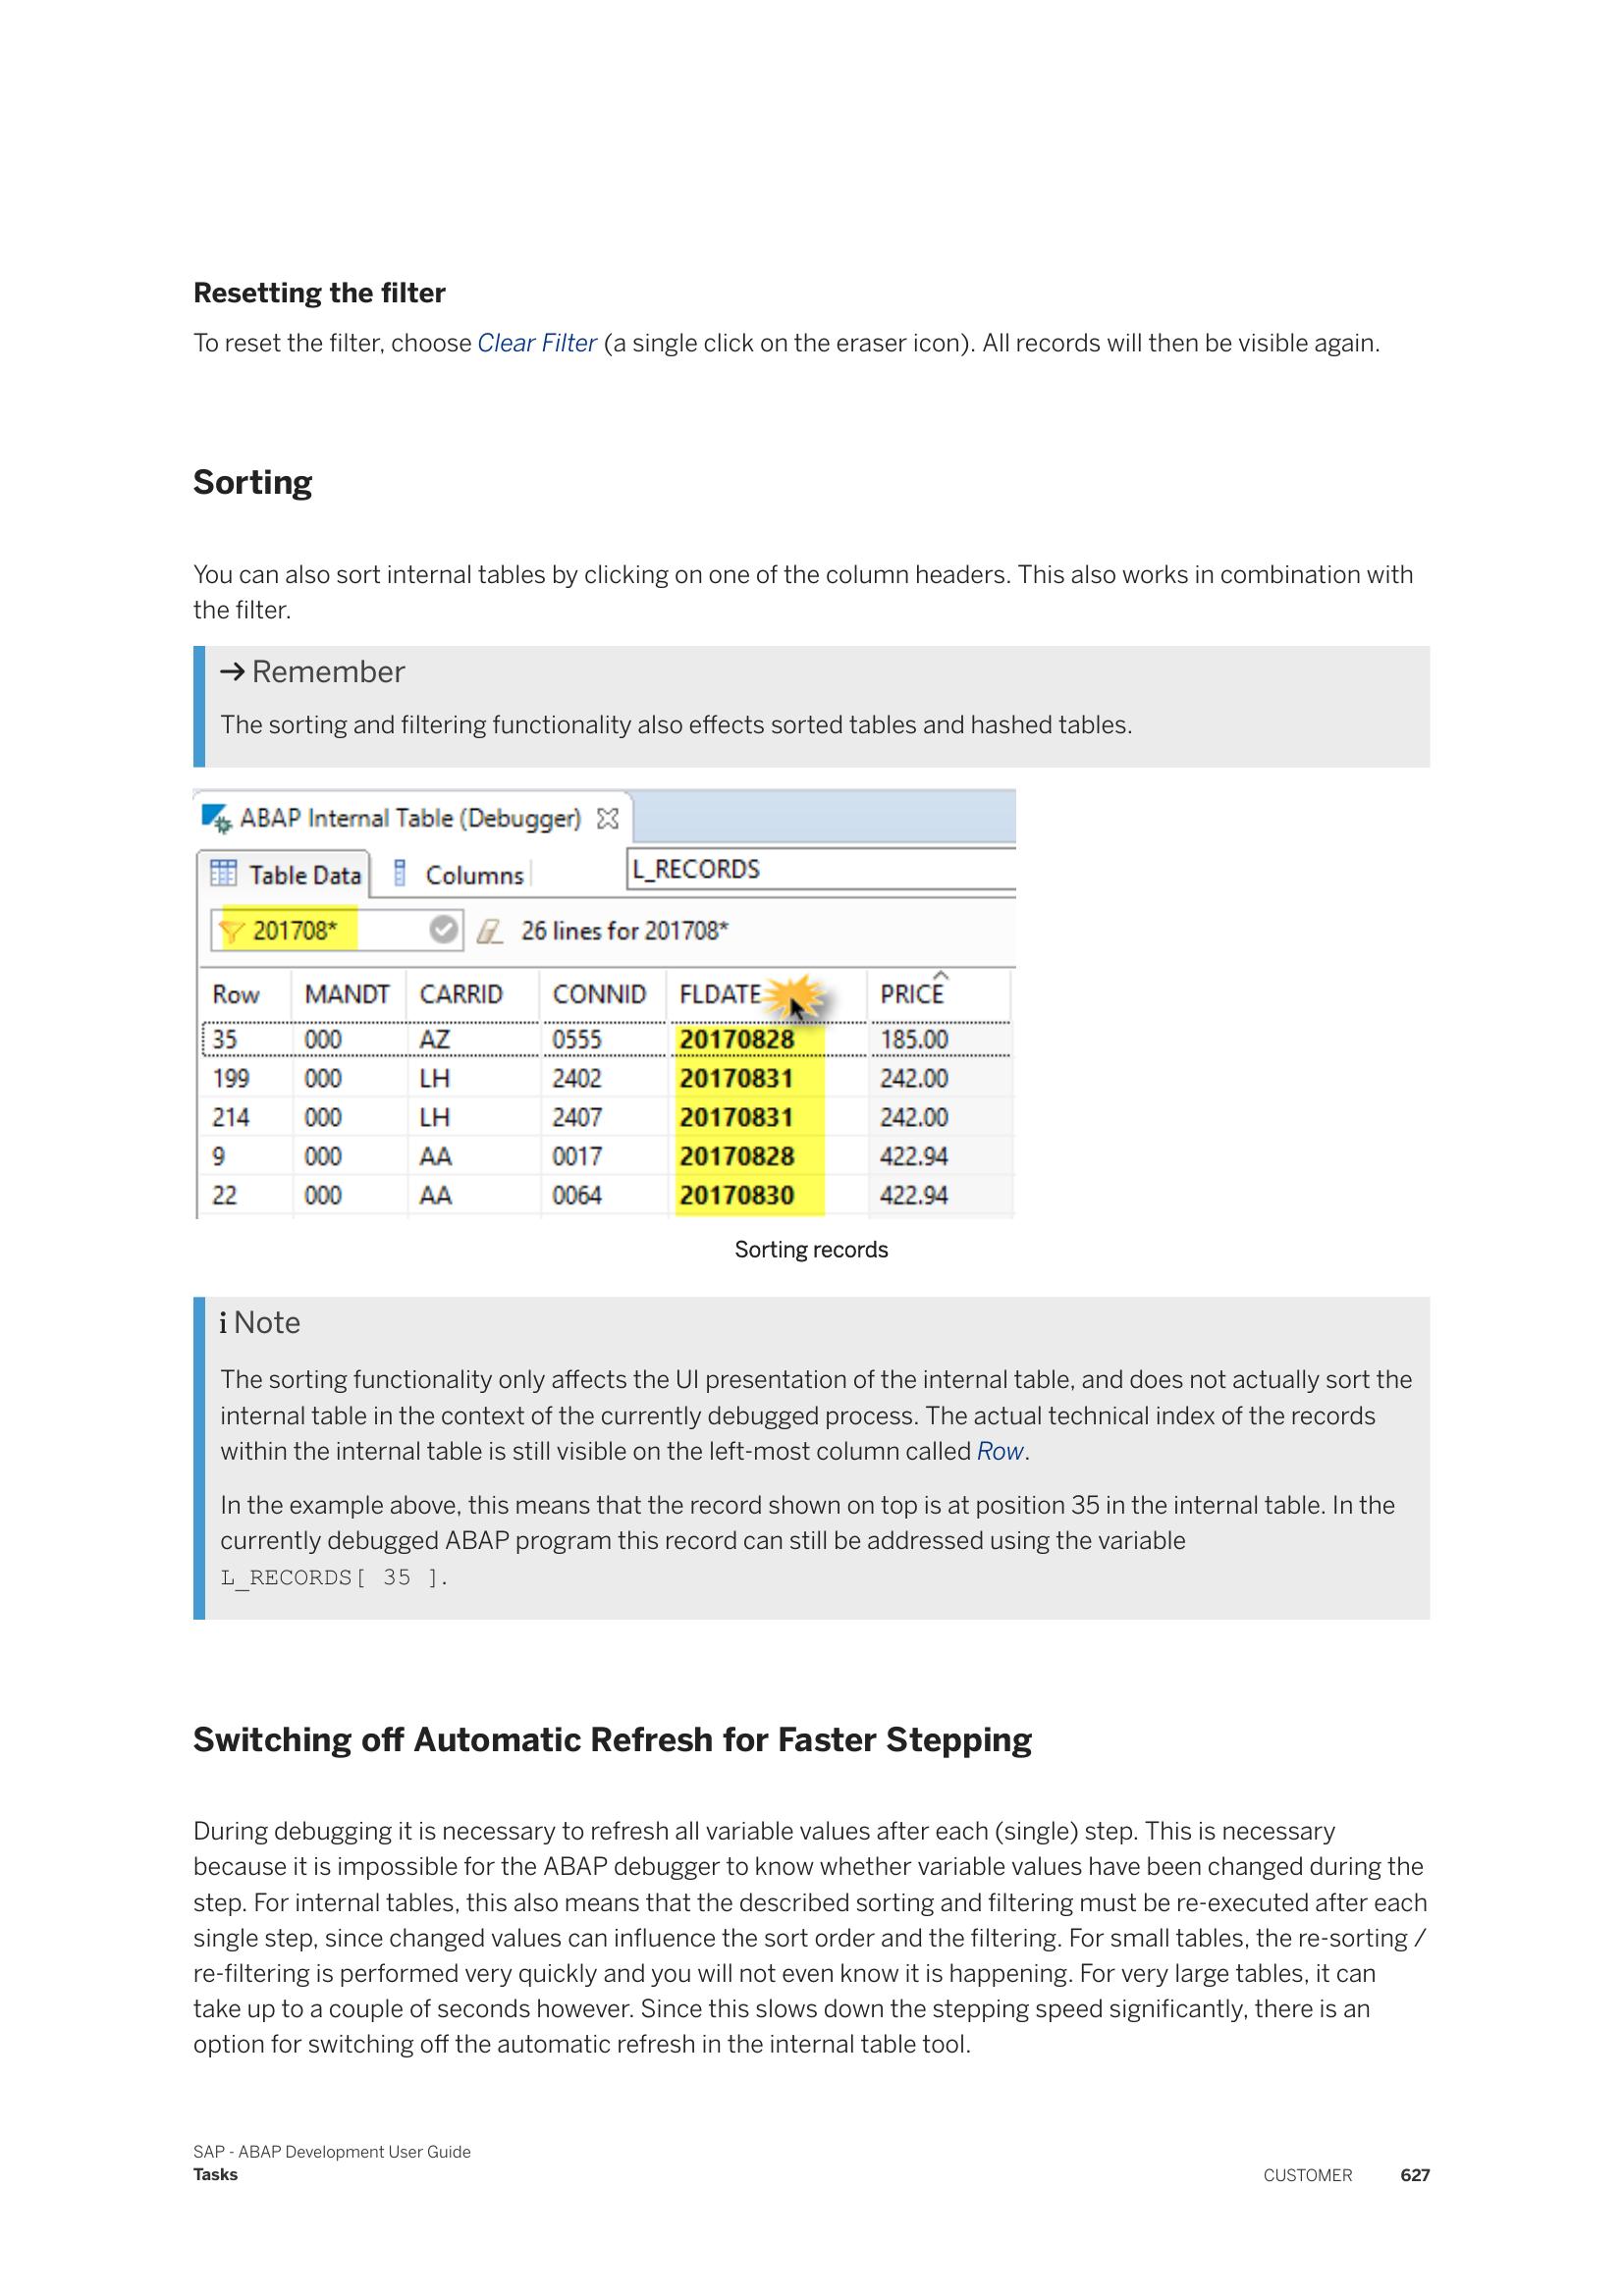 Resetting the filter
To reset the filter, choose Clear Filter (a single click on the eraser icon). All records will then be visible again.
Sorting
You can also sort internal tables by clicking on one of the column headers. This also works in combination with
the filter.
→ Remember
The sorting and filtering functionality also effects sorted tables and hashed tables.
ABAP Internal Table (Debugger)
Table Data Columns L_RECORDS
201708* 26 lines for 201708*
Row MANDT CARRID CONNID FLDATE PRICE
35 000 AZ 0555 20170828 185.00
199 000 LH 2402 20170831 242.00
214 000 LH 2407 20170831 242.00
9 000 AA 0017 20170828 422.94
22 000 AA 0064 20170830 422.94
Sorting records
i Note
The sorting functionality only affects the UI presentation of the internal table, and does not actually sort the
internal table in the context of the currently debugged process. The actual technical index of the records
within the internal table is still visible on the left-most column called Row.
In the example above, this means that the record shown on top is at position 35 in the internal table. In the
currently debugged ABAP program this record can still be addressed using the variable
L_RECORDS[ 35 ].
Switching off Automatic Refresh for Faster Stepping
During debugging it is necessary to refresh all variable values after each (single) step. This is necessary
because it is impossible for the ABAP debugger to know whether variable values have been changed during the
step. For internal tables, this also means that the described sorting and filtering must be re-executed after each
single step, since changed values can influence the sort order and the filtering. For small tables, the re-sorting /
re-filtering is performed very quickly and you will not even know it is happening. For very large tables, it can
take up to a couple of seconds however. Since this slows down the stepping speed significantly, there is an
option for switching off the automatic refresh in the internal table tool.
SAP - ABAP Development User Guide
Tasks CUSTOMER 627